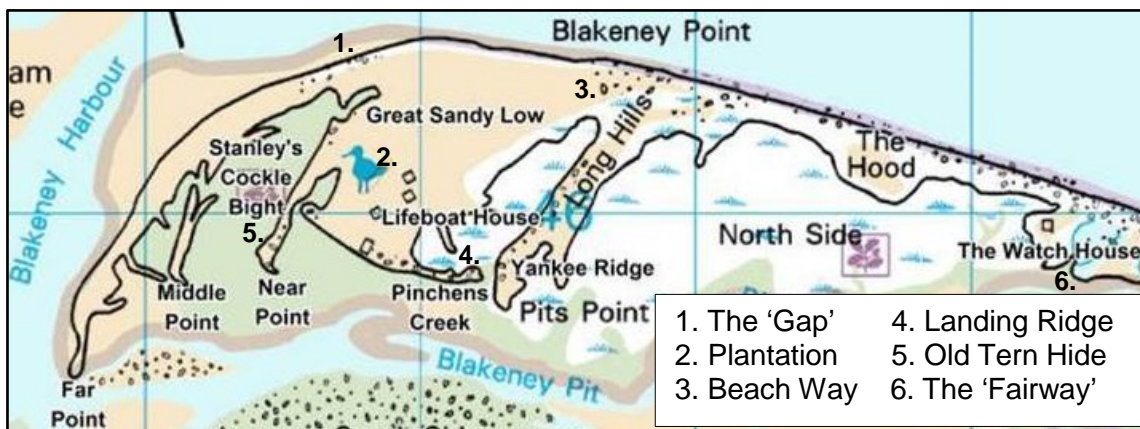 Blakeney Point
1.
am
e
Blakeney Harbour
3.
Great Sandy Low
Long Hills
The
Hood
Stanley's
Cockle
Bight
2.
Lifeboat House
5.
North Side
The Watch House
4.
Yankee Ridge
6.
Middle
Point
Near
Point
Pinchens
Creek
Pits Point
Blakeney Pit
Far
Point
1. The ‘Gap’
2. Plantation
3. Beach Way
4. Landing Ridge
5. Old Tern Hide
6. The ‘Fairway’